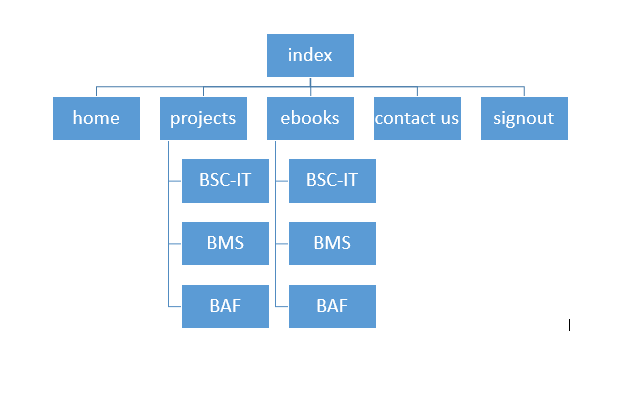 index
home
projects
ebooks
contact us
signout
BSC-IT
BSC-IT
BMS
BMS
BAF
BAF